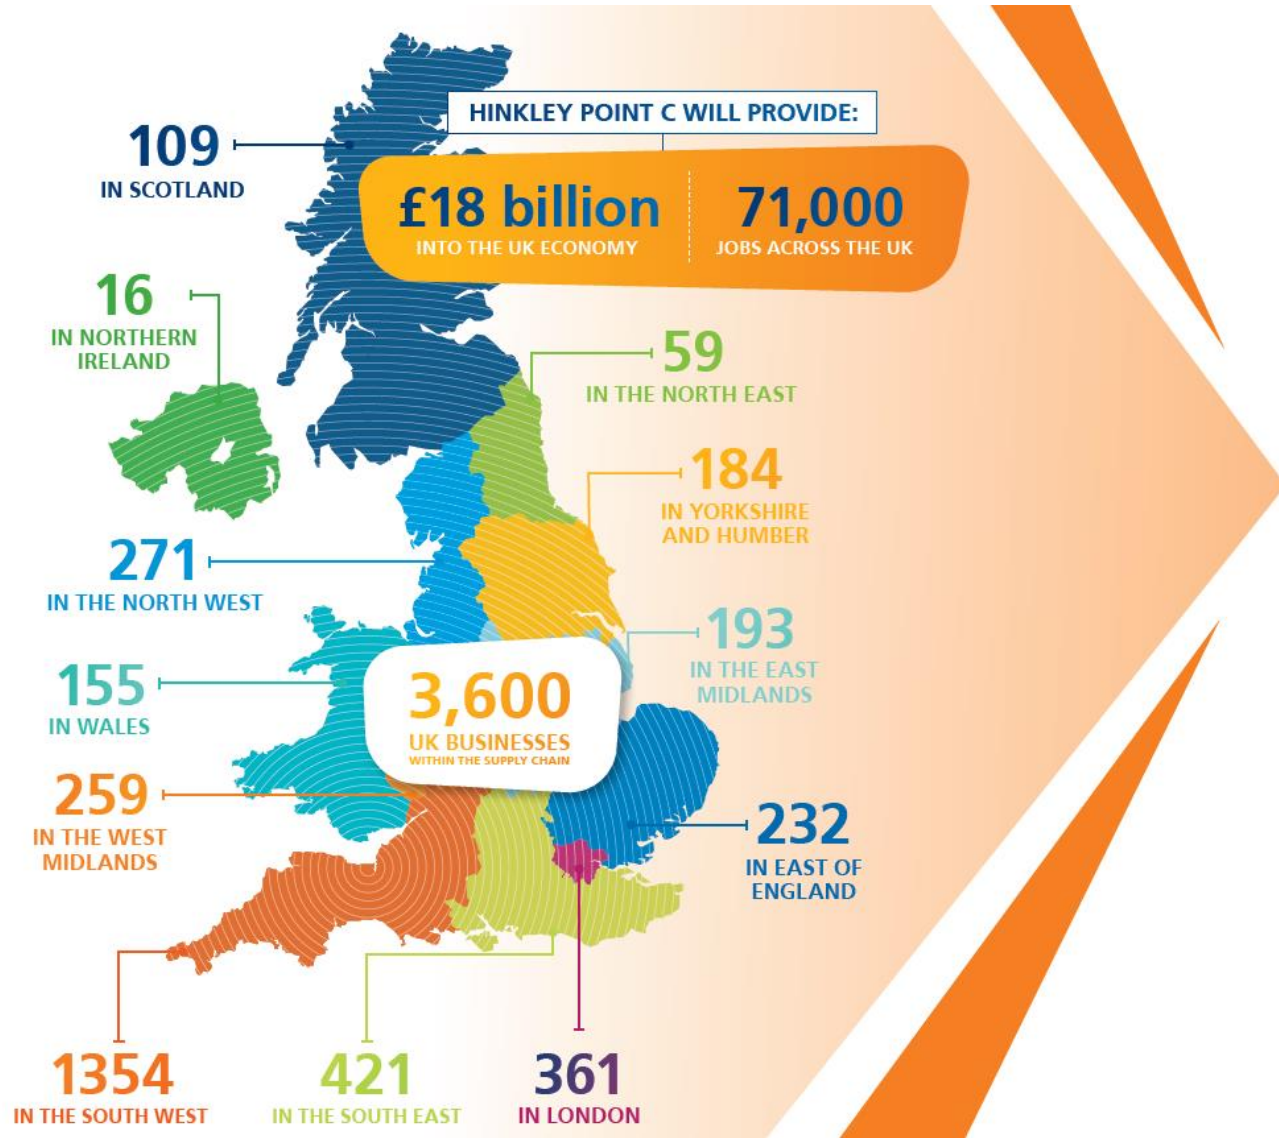 HINKLEY POINT C WILL PROVIDE:
£18 billion
INTO THE UK ECONOMY
71,000
JOBS ACROSS THE UK
109
IN SCOTLAND
16
IN NORTHERN
IRELAND
59
IN THE NORTH EAST
184
IN YORKSHIRE
AND HUMBER
271
IN THE NORTH WEST
193
IN THE EAST
MIDLANDS
155
IN WALES
3,600
UK BUSINESSES
WITHIN THE SUPPLY CHAIN
259
IN THE WEST
MIDLANDS
232
IN EAST OF
ENGLAND
1354
IN THE SOUTH WEST
421
IN THE SOUTH EAST
361
IN LONDON